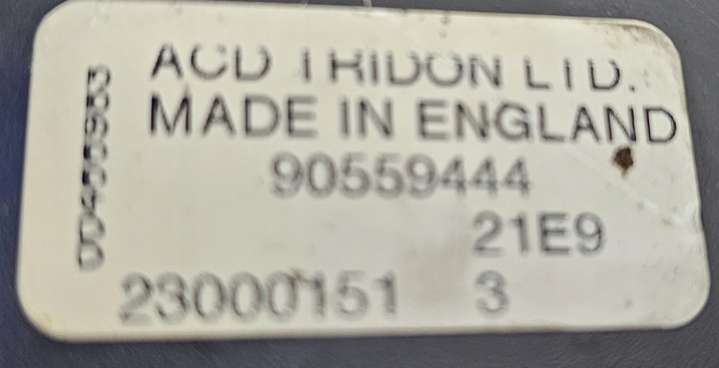 ACD TRIDON LTD.
MADE IN ENGLAND
90559444
21E9
23000151 3